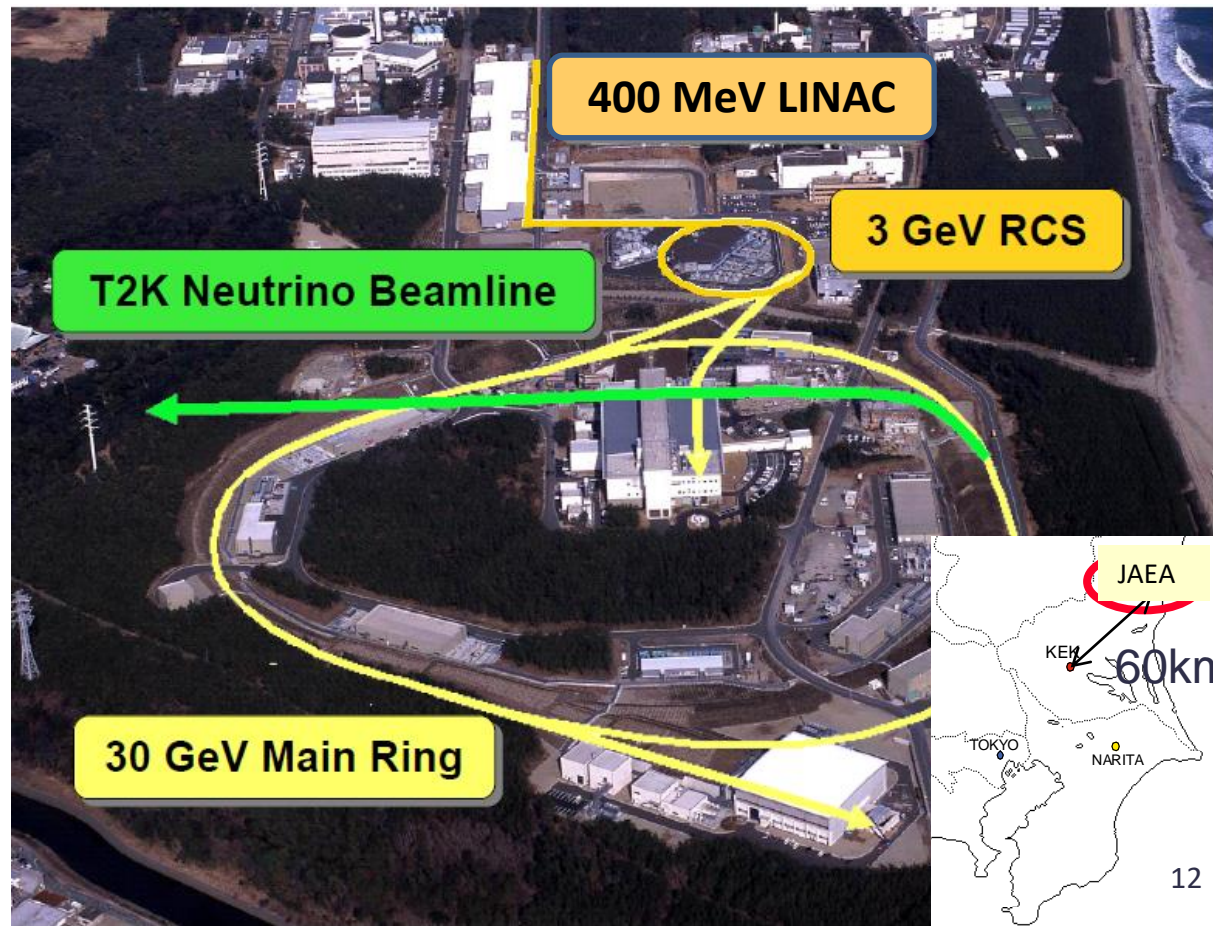 400 MeV LINAC
3 GeV RCS
T2K Neutrino Beamline
30 GeV Main Ring
JAEA
KEK
60km
TOKYO
NARITA
12